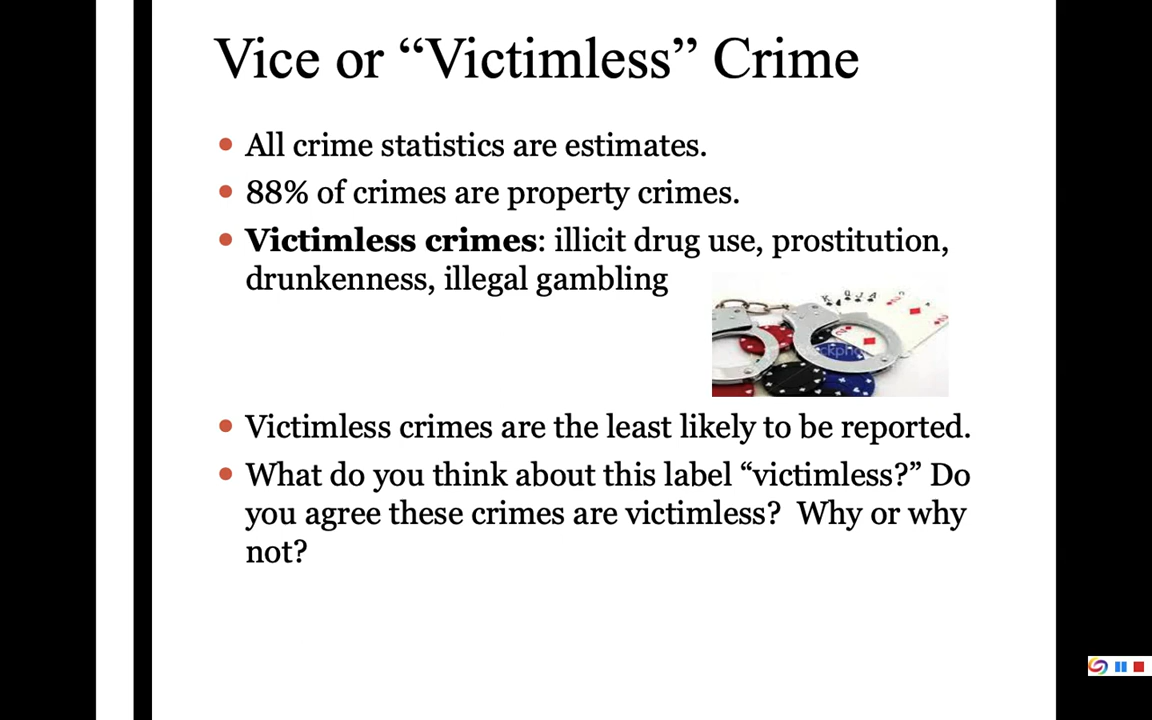 Vice or “Victimless” Crime
• All crime statistics are estimates.
• 88% of crimes are property crimes.
• Victimless crimes: illicit drug use, prostitution,
drunkenness, illegal gambling
• Victimless crimes are the least likely to be reported.
• What do you think about this label “victimless?” Do
you agree these crimes are victimless?  Why or why
not?